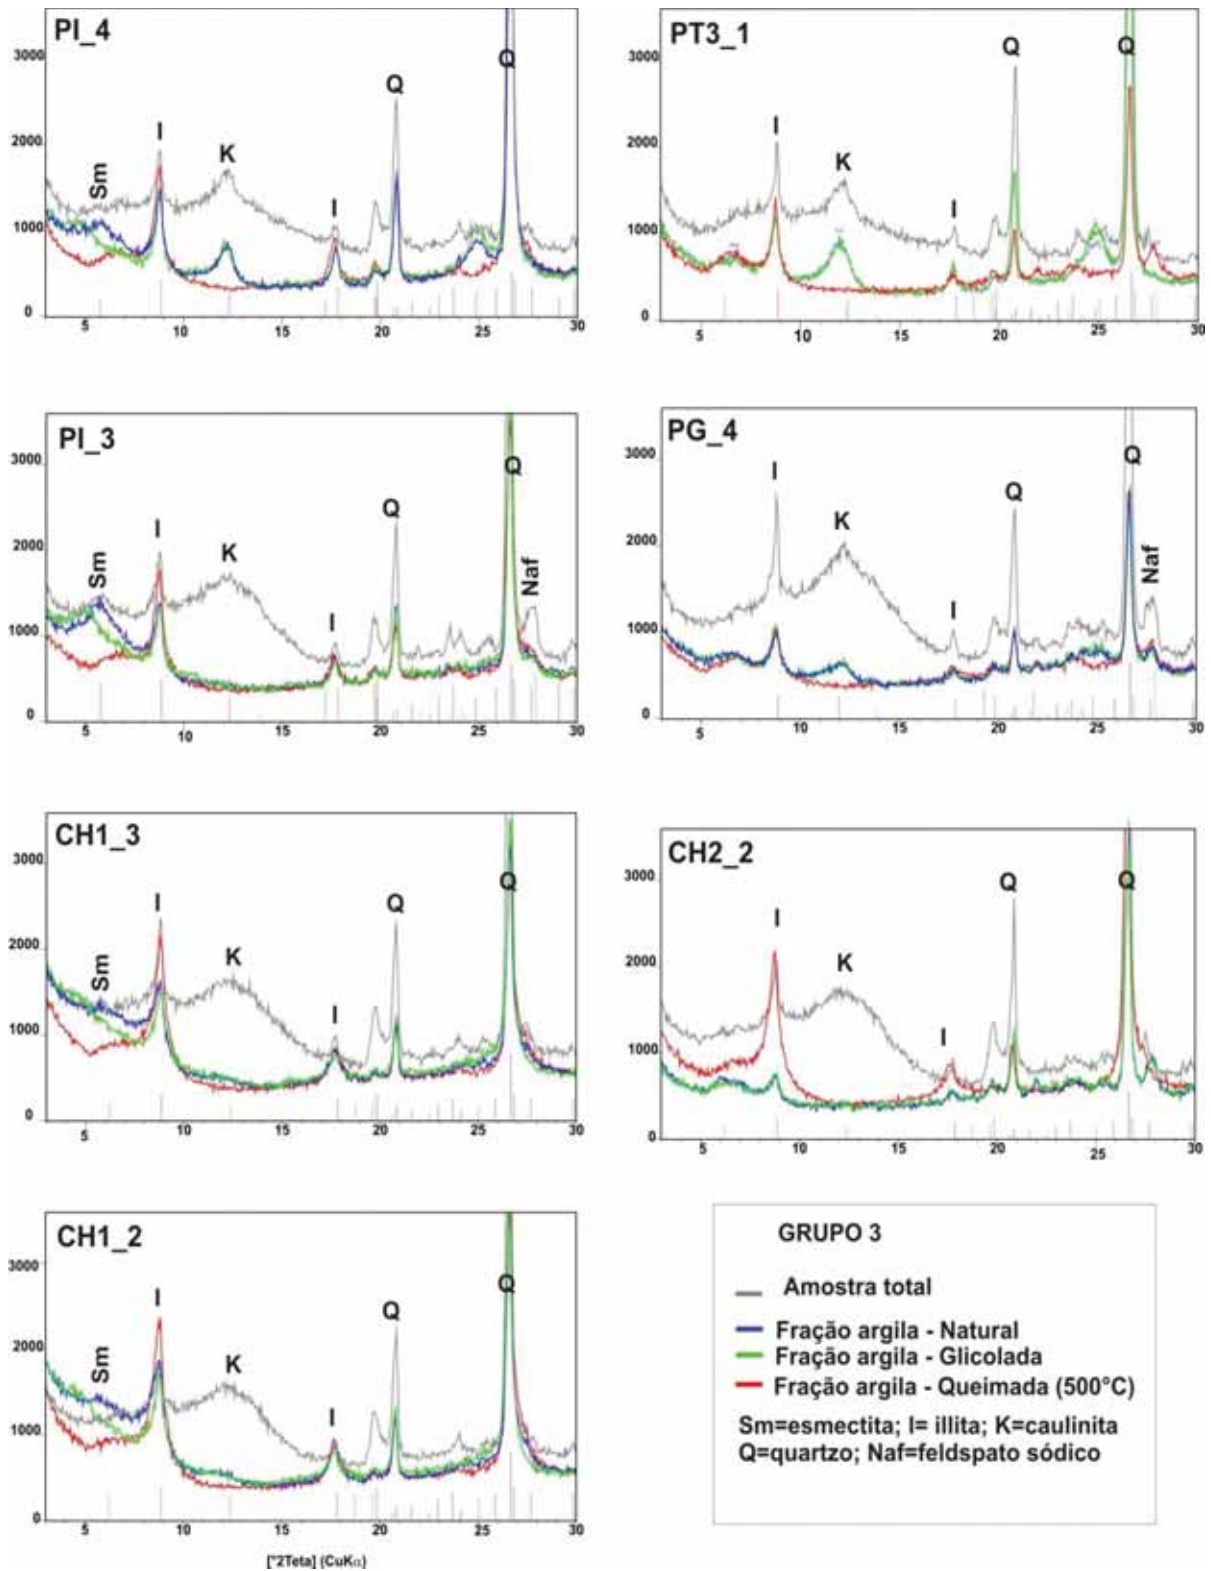 PI_4
Sm
I
K
I
Q
Q
3000
2000
1000
0
5
10
15
20
25
30
PT3_1
I
K
I
Q
Q
3000
2000
1000
0
5
10
15
20
25
30
PI_3
Sm
I
K
I
Q
Q
Naf
3000
2000
1000
0
5
10
15
20
25
30
PG_4
I
K
I
Q
Q
Naf
3000
2000
1000
0
5
10
15
20
25
30
CH1_3
Sm
I
K
I
Q
Q
3000
2000
1000
0
5
10
15
20
25
30
CH2_2
I
K
I
Q
Q
3000
2000
1000
0
5
10
15
20
25
30
CH1_2
Sm
I
K
I
Q
Q
3000
2000
1000
0
5
10
15
20
25
30
[°2Teta] (CuKα)
GRUPO 3
Amostra total
Fração argila - Natural
Fração argila - Glicolada
Fração argila - Queimada (500°C)
Sm=esmectita; I= illita; K=caulinita
Q=quartzo; Naf=feldspato sódico